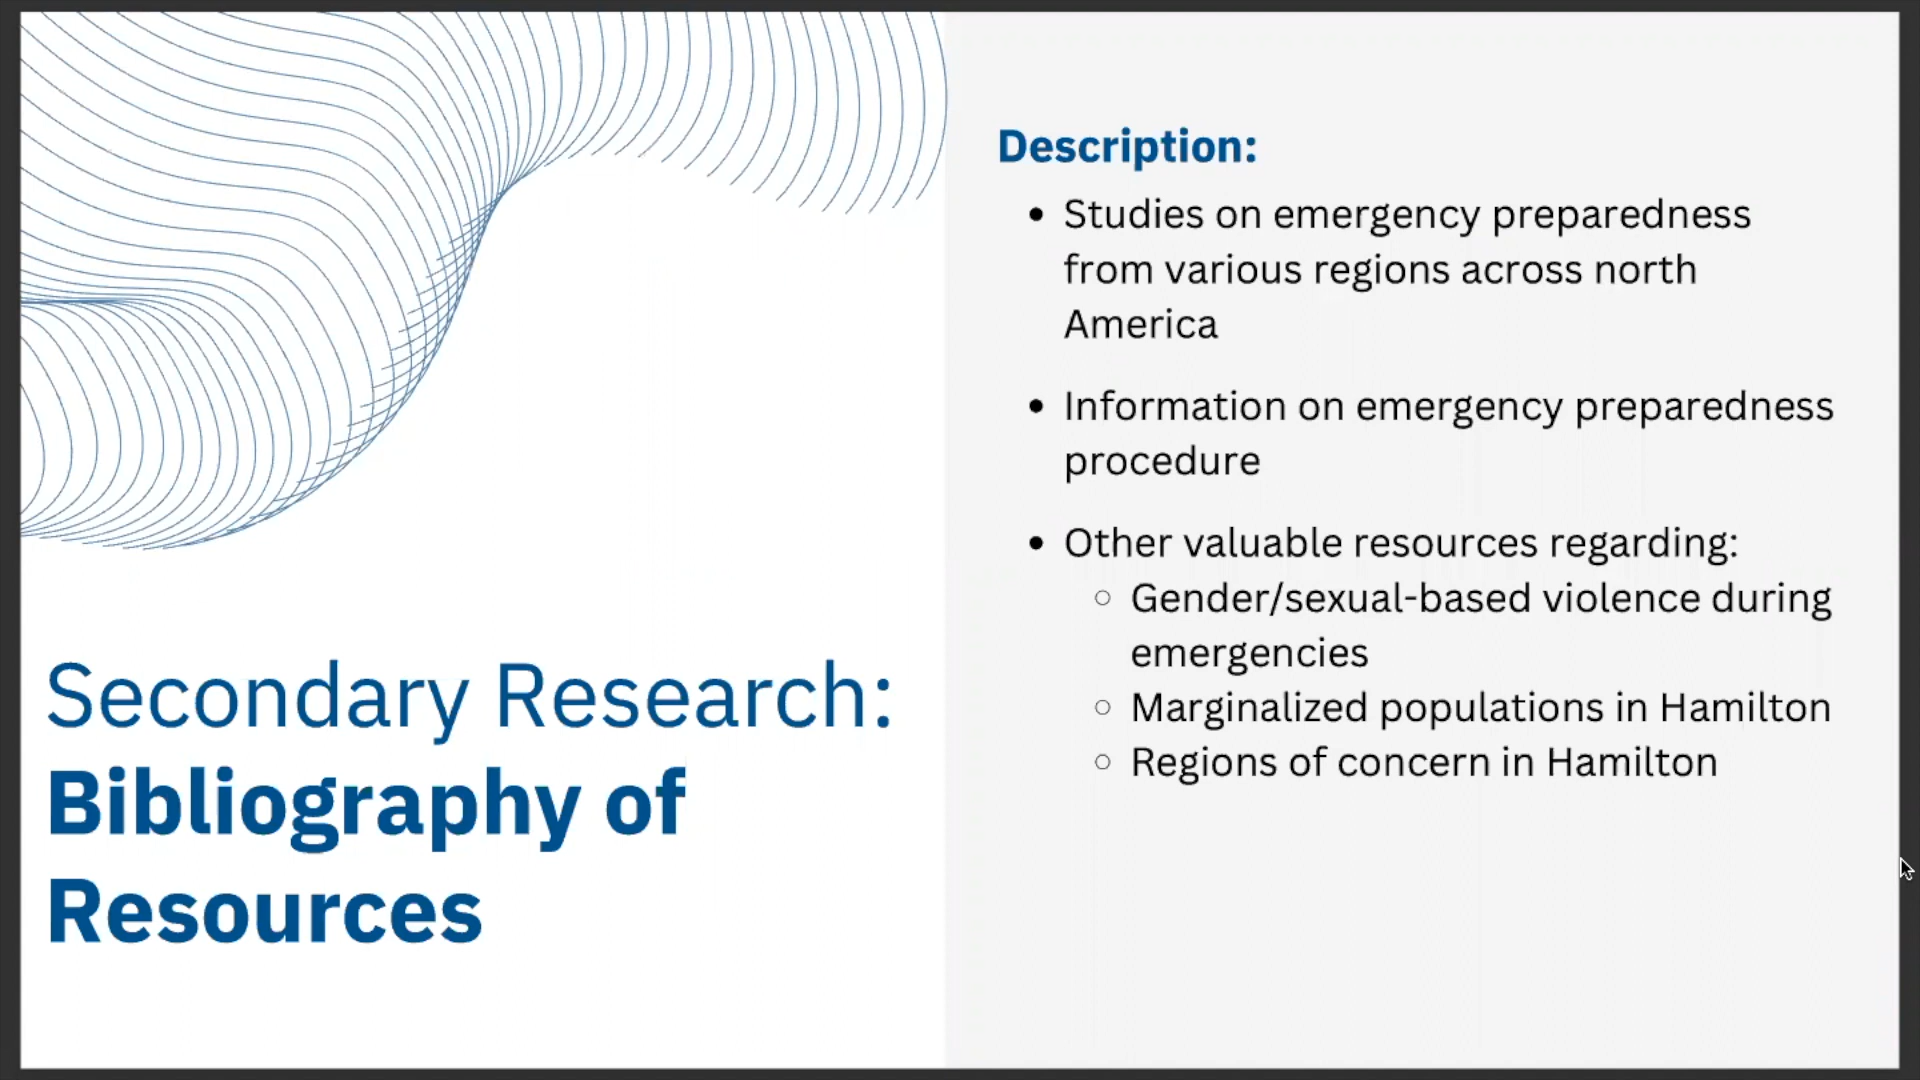 Secondary Research:
Bibliography of
Resources
Description:
• Studies on emergency preparedness
from various regions across north
America
• Information on emergency preparedness
procedure
• Other valuable resources regarding:
○ Gender/sexual-based violence during
emergencies
○ Marginalized populations in Hamilton
○ Regions of concern in Hamilton